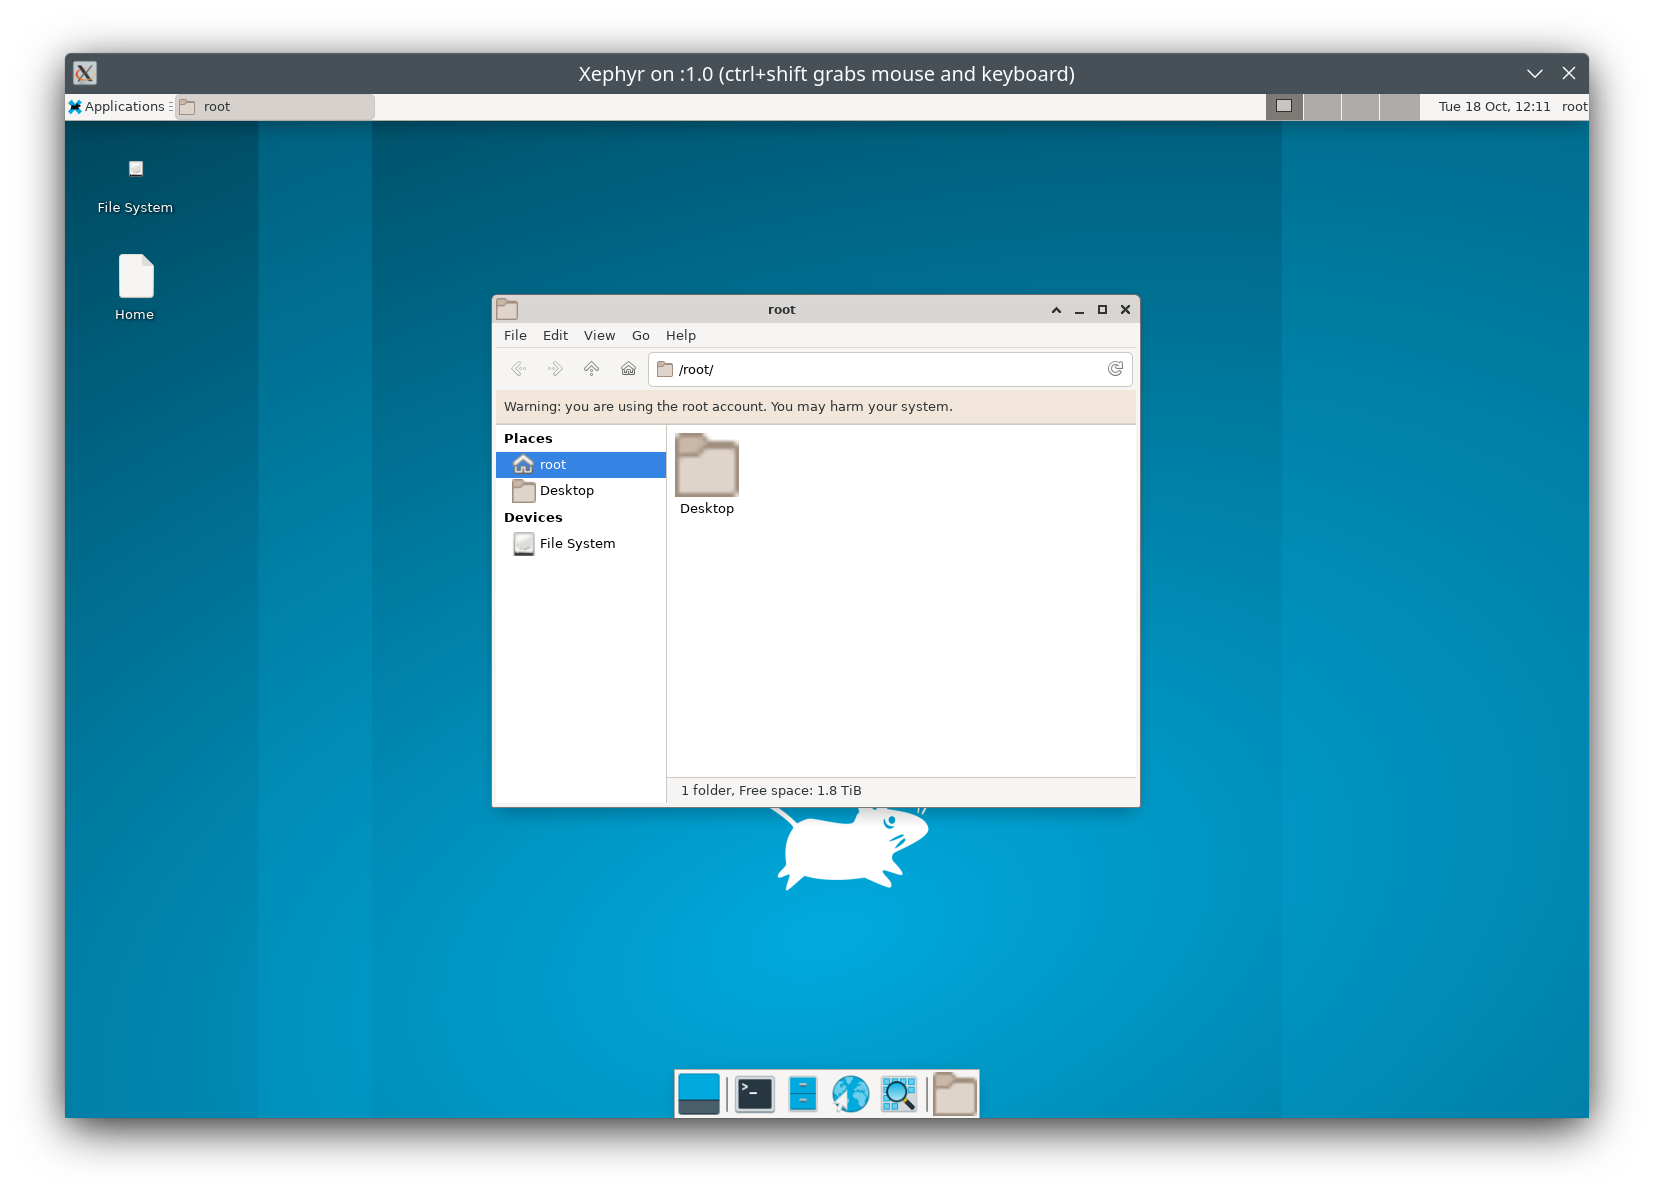 Xephyr on :1.0 (ctrl+shift grabs mouse and keyboard)
Applications root Tue 18 Oct, 12:11 root
File System
Home
root
File Edit View Go Help
/root/
Warning: you are using the root account. You may harm your system.
Places
root
Desktop
Devices
File System
Desktop
1 folder, Free space: 1.8 TiB